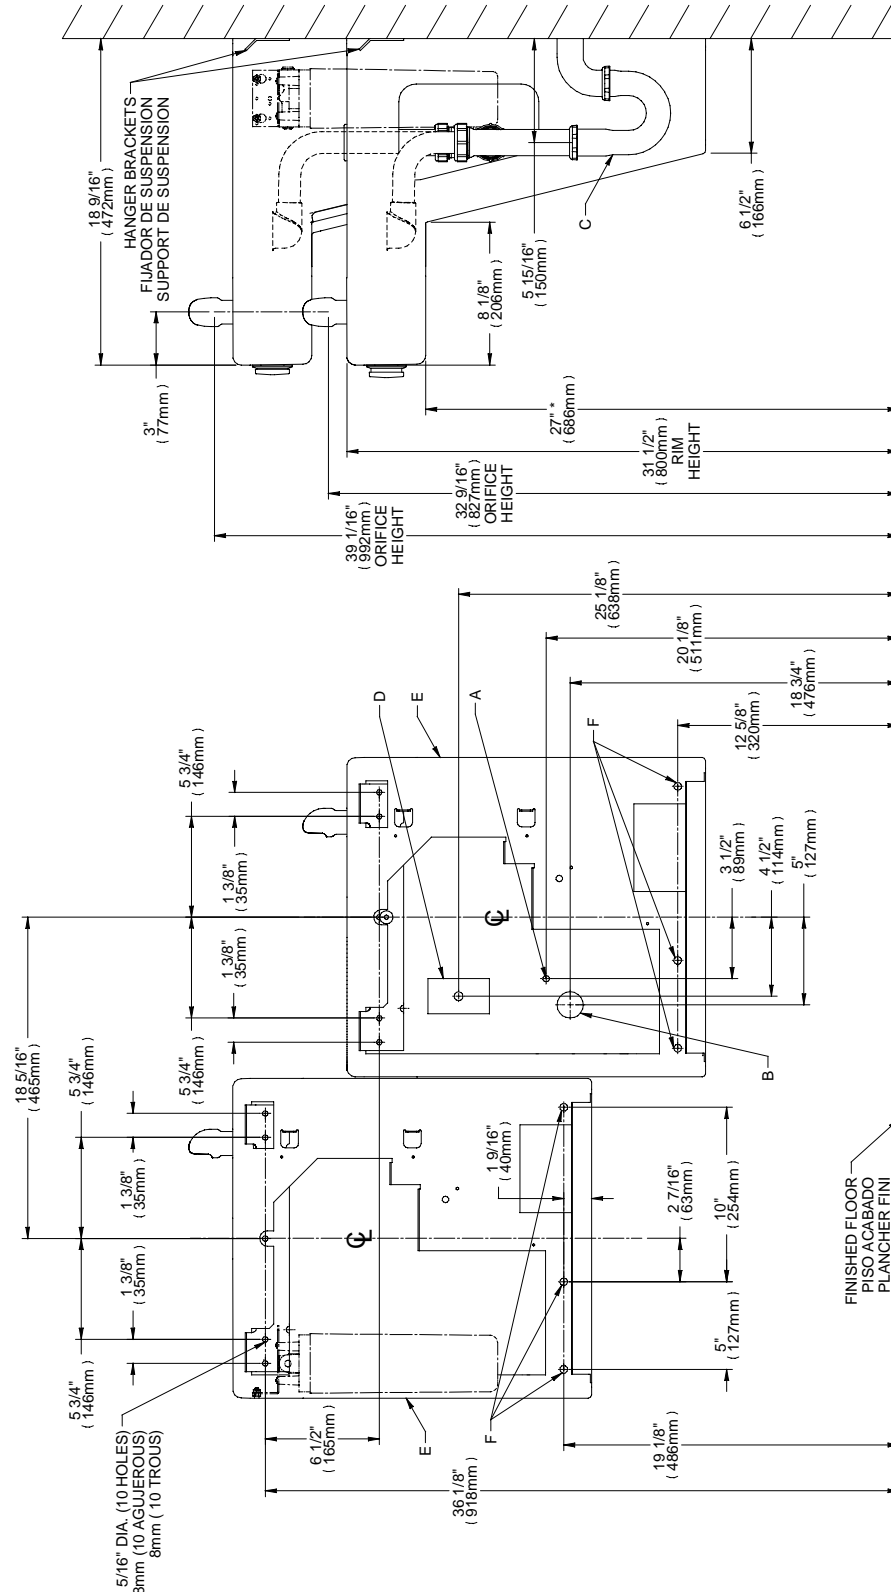 18 9/16"
( 472mm )
HANGER BRACKETS
FIJADOR DE SUSPENSION
SUPPORT DE SUSPENSION
3"
( 77mm )
8 1/8"
( 206mm )
5 15/16"
( 150mm )
C
6 1/2"
( 166mm )
27" *
( 686mm )
31 1/2"
( 800mm )
RIM
HEIGHT
32 9/16"
( 827mm )
ORIFICE
HEIGHT
39 1/16"
( 992mm )
ORIFICE
HEIGHT
25 1/8"
( 638mm )
20 1/8"
( 511mm )
18 3/4"
( 476mm )
12 5/8"
( 320mm )
D
E
A
F
B
5 3/4"
( 146mm )
1 3/8"
( 35mm )
1 3/8"
( 35mm )
5 3/4"
( 146mm )
CL
3 1/2"
( 89mm )
4 1/2"
( 114mm )
5"
( 127mm )
18 5/16"
( 465mm )
5 3/4"
( 146mm )
1 3/8"
( 35mm )
1 3/8"
( 35mm )
5 3/4"
( 146mm )
CL
5/16" DIA. (10 HOLES)
8mm (10 AGUJEROUS)
8mm ( 10 TROUS)
6 1/2"
( 165mm )
E
F
1 9/16"
( 40mm )
2 7/16"
( 63mm )
10"
( 254mm )
5"
( 127mm )
19 1/8"
( 486mm )
36 1/8"
( 918mm )
FINISHED FLOOR
PISO ACABADO
PLANCHER FINI